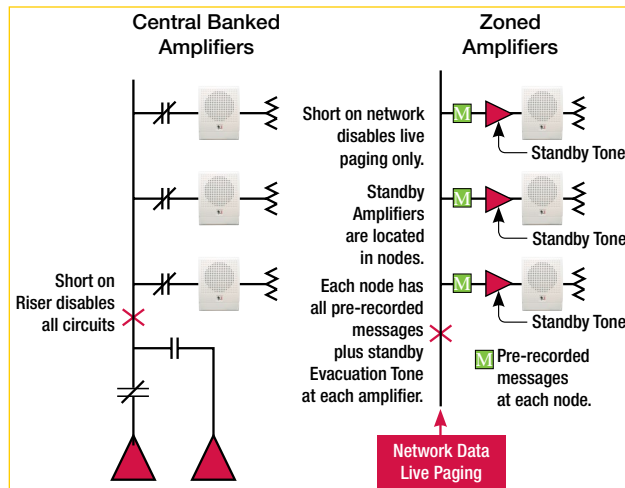 Central Banked
Amplifiers
Short on
Riser disables
all circuits
Zoned
Amplifiers
Short on network
disables live
paging only.
Standby
Amplifiers
are located
in nodes.
Each node has
all pre-recorded
messages
plus standby
Evacuation Tone
at each amplifier.
M
Standby Tone
M
Standby Tone
M
Standby Tone
M Pre-recorded
messages
at each node.
Network Data
Live Paging